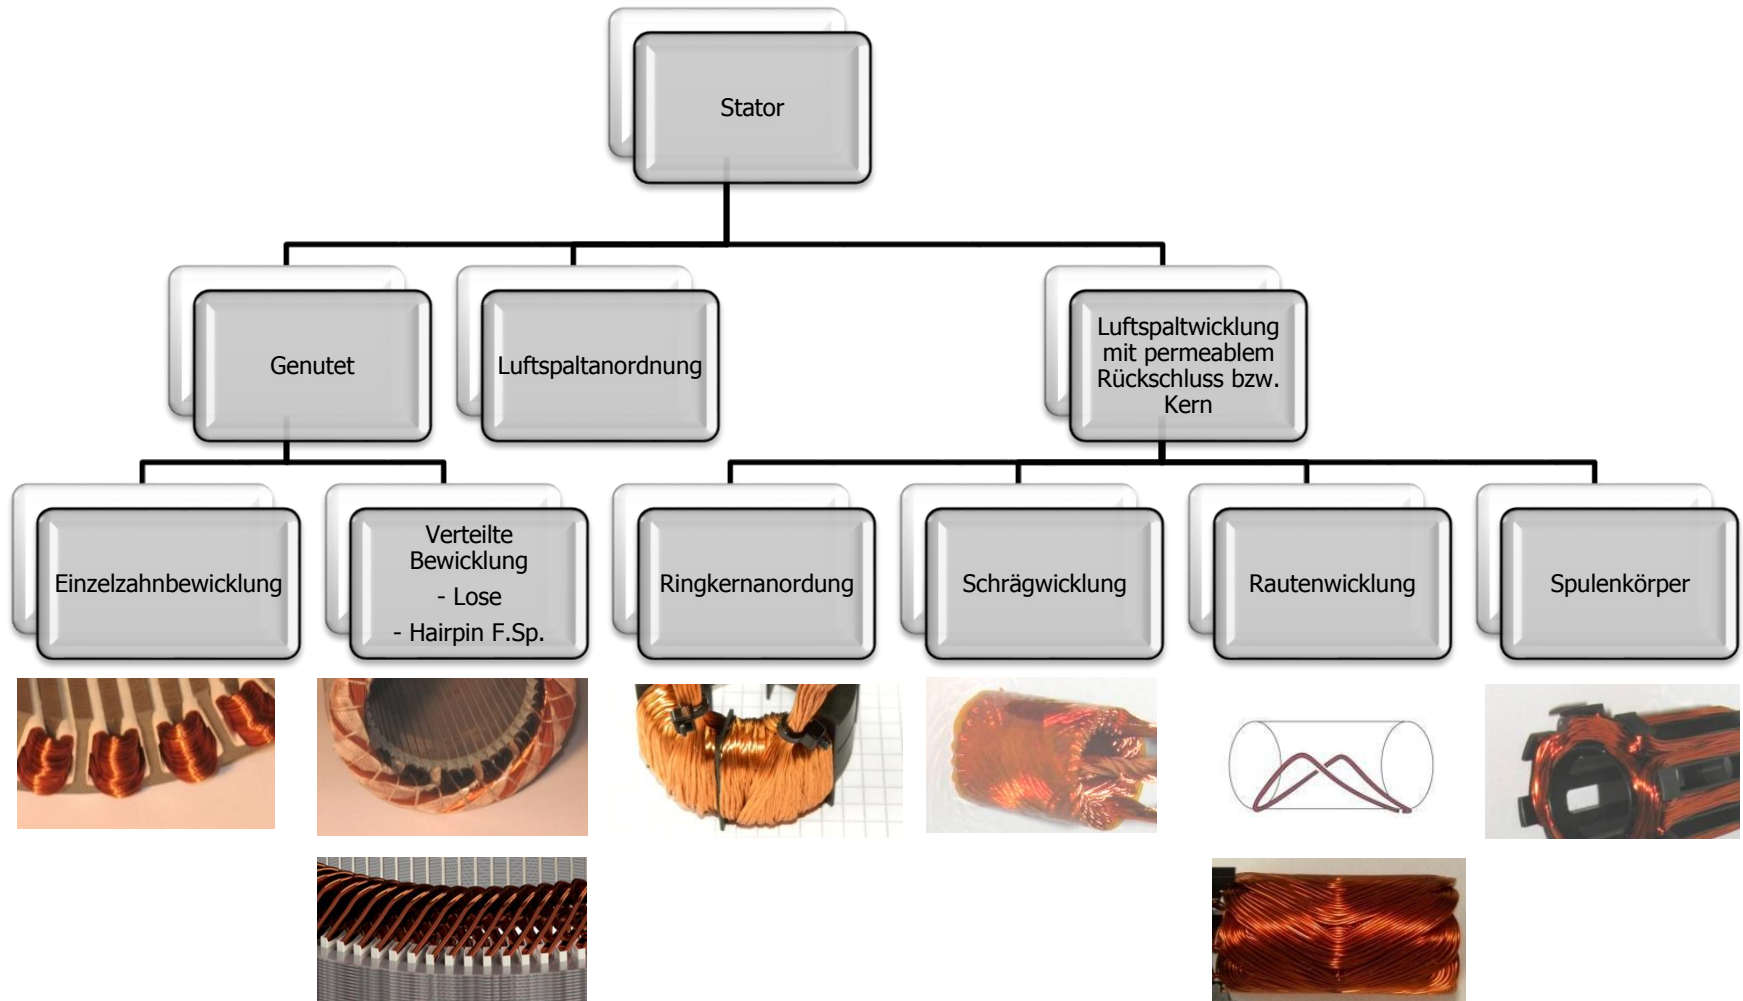 Stator
Genutet
Luftspaltanordnung
Luftspaltwicklung
mit permeablem
Rückschluss bzw.
Kern
Einzelzahnbewicklung
Verteilte
Bewicklung
- Lose
- Hairpin F.Sp.
Ringkernanordung
Schrägwicklung
Rautenwicklung
Spulenkörper